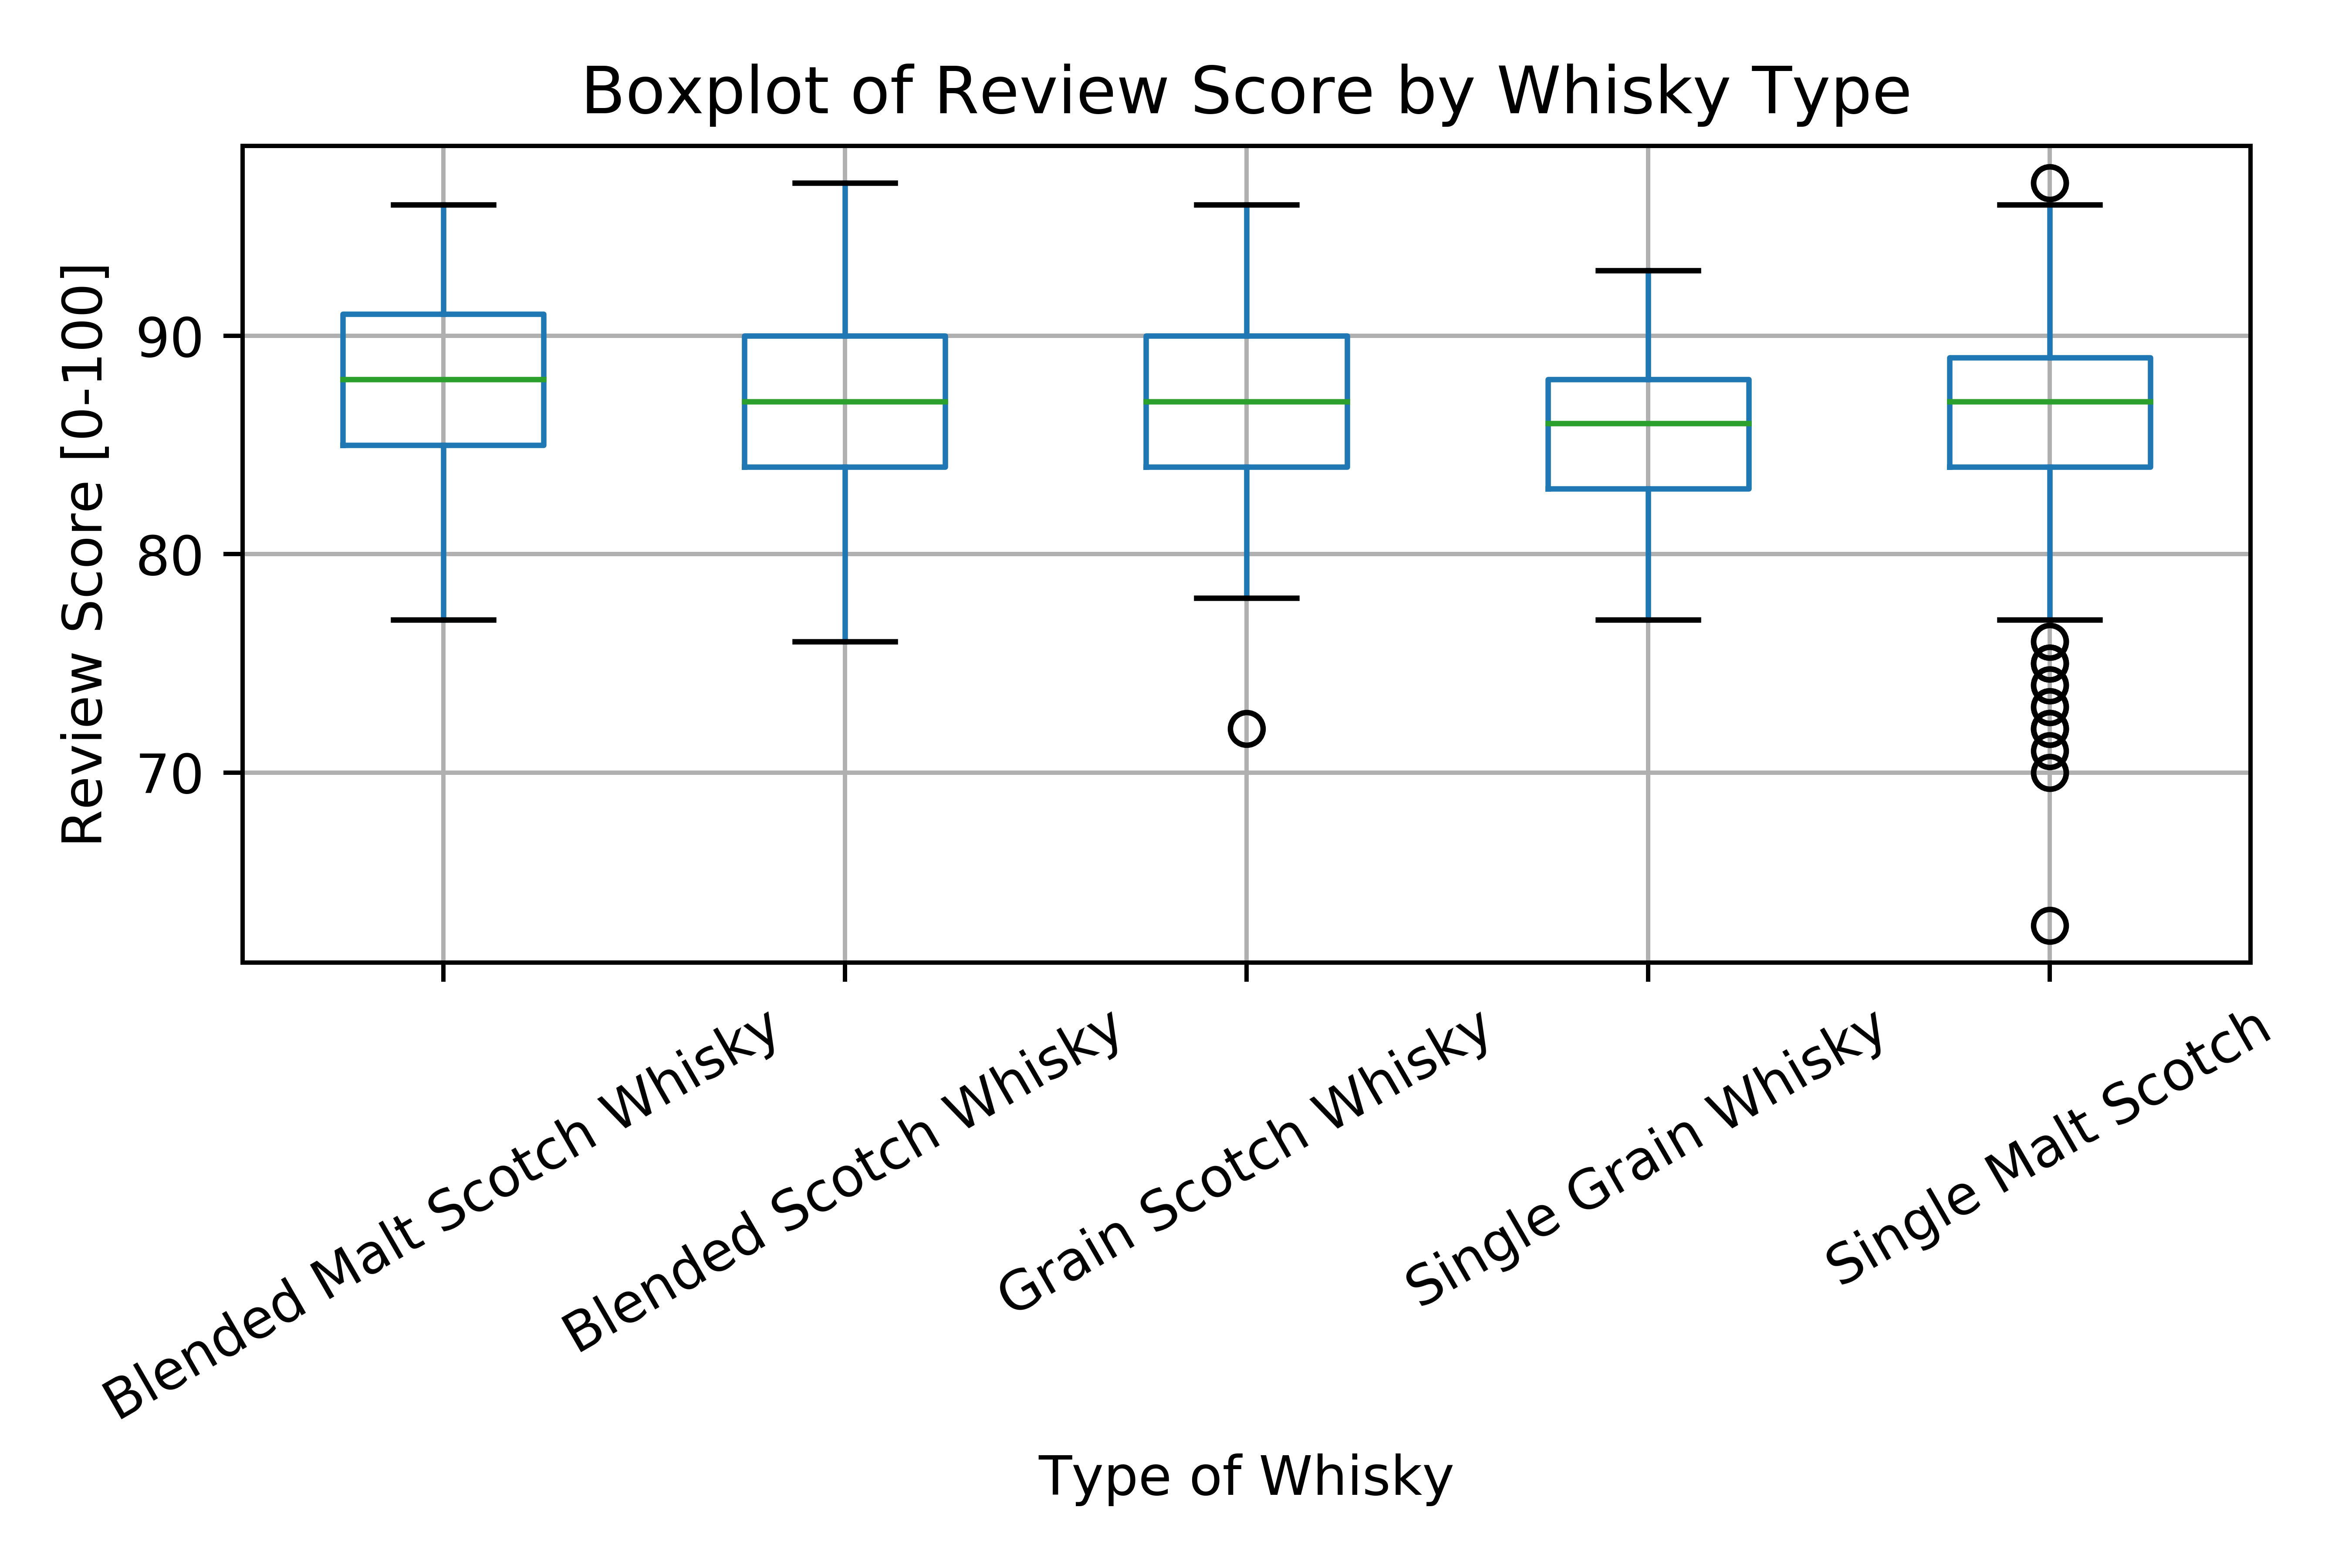 Boxplot of Review Score by Whisky Type
Review Score [0-100]
90
80
70
Blended Malt Scotch Whisky
Blended Scotch Whisky
Grain Scotch Whisky
Single Grain Whisky
Single Malt Scotch
Type of Whisky